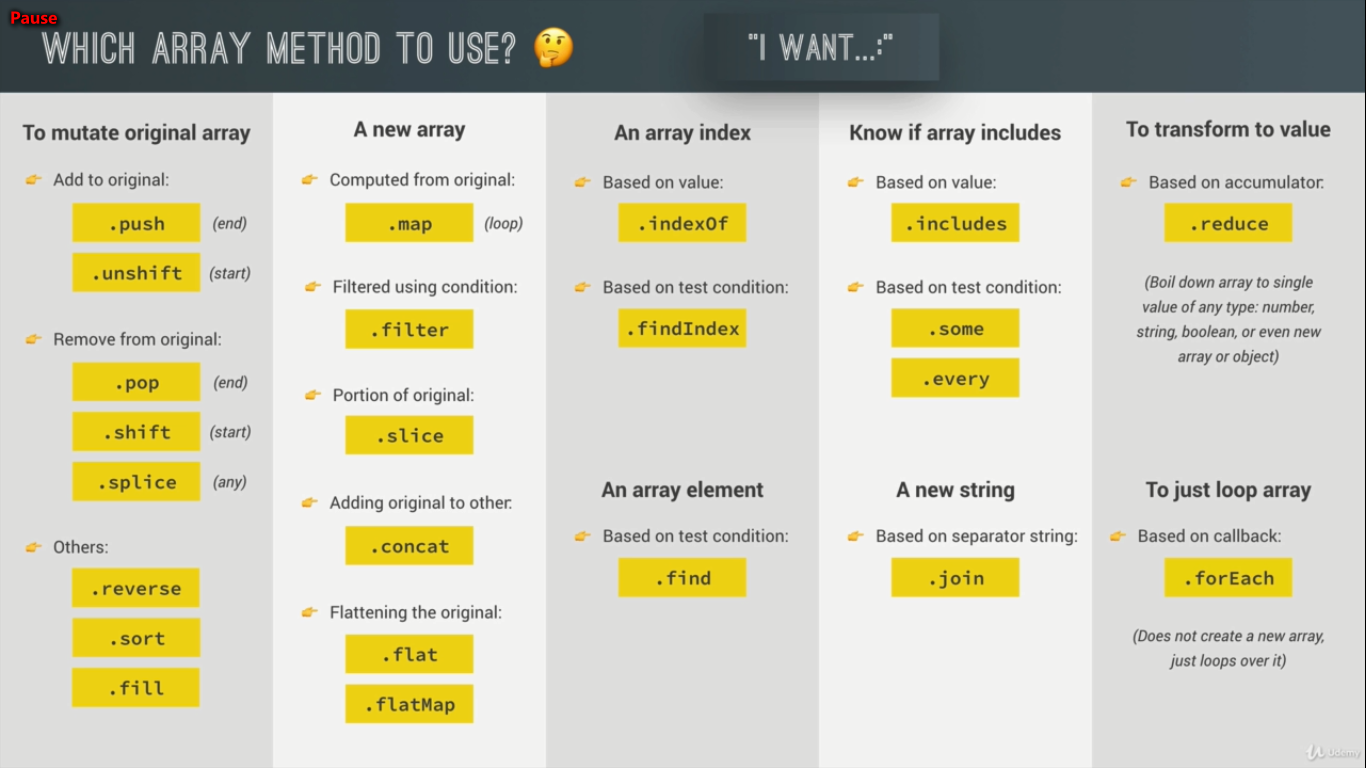 Pause
WHICH ARRAY METHOD TO USE? 🤔
"I WANT...:"
To mutate original array
👉 Add to original:
.push (end)
.unshift (start)
👉 Remove from original:
.pop (end)
.shift (start)
.splice (any)
👉 Others:
.reverse
.sort
.fill
A new array
👉 Computed from original:
.map (loop)
👉 Filtered using condition:
.filter
👉 Portion of original:
.slice
👉 Adding original to other:
.concat
👉 Flattening the original:
.flat
.flatMap
An array index
👉 Based on value:
.indexOf
👉 Based on test condition:
.findIndex
An array element
👉 Based on test condition:
.find
Know if array includes
👉 Based on value:
.includes
👉 Based on test condition:
.some
.every
A new string
👉 Based on separator string:
.join
To transform to value
👉 Based on accumulator:
.reduce
(Boil down array to single
value of any type: number,
string, boolean, or even new
array or object)
To just loop array
👉 Based on callback:
.forEach
(Does not create a new array,
just loops over it)
Udemy